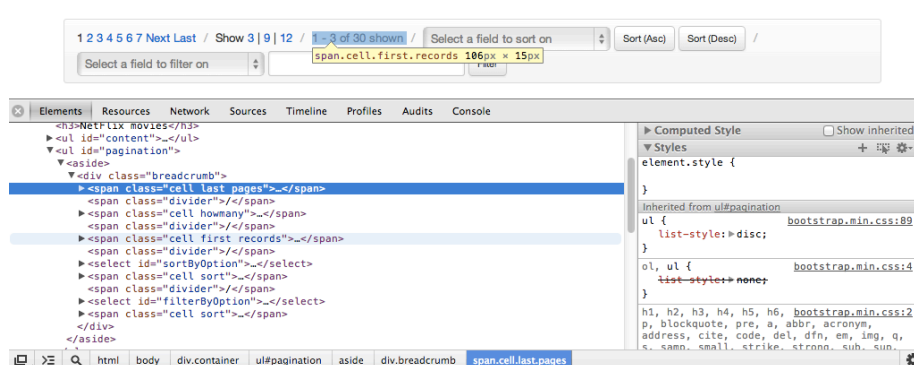 1 2 3 4 5 6 7 Next Last / Show 3 | 9 | 12 / 1 - 3 of 30 shown / Select a field to sort on Sort (Asc) Sort (Desc) /
span.cell.first.records 106px × 15px
Select a field to filter on Filter
Elements Resources Network Sources Timeline Profiles Audits Console
<h3>NetFlix movies</h3>
▶<ul id="content">…</ul>
▼<ul id="pagination">
▼<aside>
▼<div class="breadcrumb">
▶<span class="cell last pages">…</span>
<span class="divider">/</span>
▶<span class="cell howmany">…</span>
<span class="divider">/</span>
▶<span class="cell first records">…</span>
<span class="divider">/</span>
▶<select id="sortByOption">…</select>
▶<span class="cell sort">…</span>
<span class="divider">/</span>
▶<select id="filterByOption">…</select>
▶<span class="cell sort">…</span>
</div>
</aside>
html body div.container ul#pagination aside div.breadcrumb span.cell.last.pages
▶ Computed Style Show inherited
▼ Styles
element.style {
}
Inherited from ul#pagination
ul { bootstrap.min.css:89
list-style:▶disc;
}
ol, ul { bootstrap.min.css:4
list-style:▶none;
}
h1, h2, h3, h4, h5, h6, bootstrap.min.css:2
p, blockquote, pre, a, abbr, acronym,
address, cite, code, del, dfn, em, img, q,
s, samp, small, strike, strong, sub, sup,